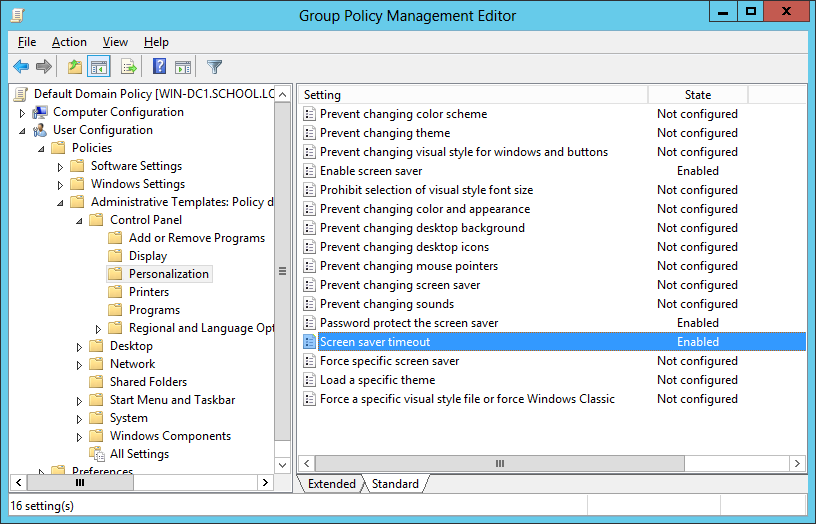 Group Policy Management Editor
File Action View Help
Default Domain Policy [WIN-DC1.SCHOOL.LO
Computer Configuration
User Configuration
Policies
Software Settings
Windows Settings
Administrative Templates: Policy d
Control Panel
Add or Remove Programs
Display
Personalization
Printers
Programs
Regional and Language Opt
Desktop
Network
Shared Folders
Start Menu and Taskbar
System
Windows Components
All Settings
Preferences
Setting State
Prevent changing color scheme Not configured
Prevent changing theme Not configured
Prevent changing visual style for windows and buttons Not configured
Enable screen saver Enabled
Prohibit selection of visual style font size Not configured
Prevent changing color and appearance Not configured
Prevent changing desktop background Not configured
Prevent changing desktop icons Not configured
Prevent changing mouse pointers Not configured
Prevent changing screen saver Not configured
Prevent changing sounds Not configured
Password protect the screen saver Enabled
Screen saver timeout Enabled
Force specific screen saver Not configured
Load a specific theme Not configured
Force a specific visual style file or force Windows Classic Not configured
Extended Standard
16 setting(s)